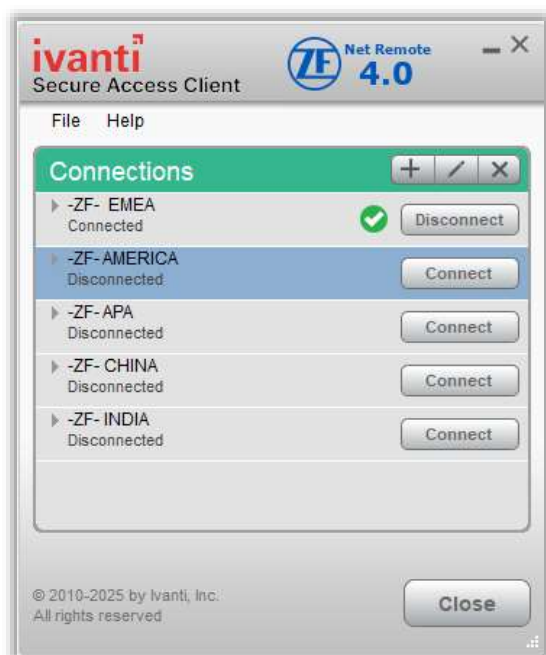 ivanti
Secure Access Client
ZF Net Remote
4.0
File Help
Connections
-ZF- EMEA
Connected
Disconnect
-ZF-AMERICA
Disconnected
Connect
-ZF-APA
Disconnected
Connect
-ZF- CHINA
Disconnected
Connect
-ZF- INDIA
Disconnected
Connect
© 2010-2025 by Ivanti, Inc.
All rights reserved
Close